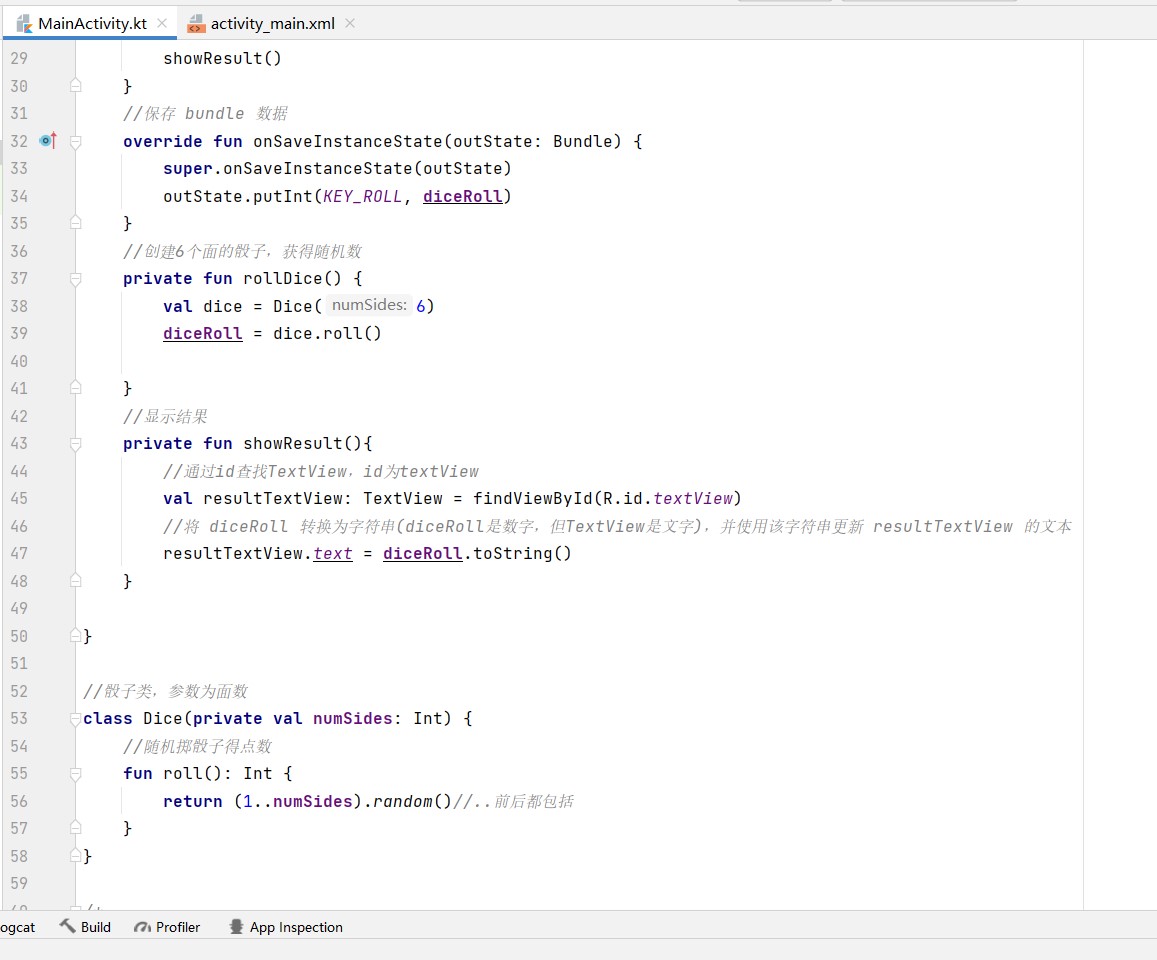 MainActivity.kt
activity_main.xml
29 showResult()
30 }
31 //保存 bundle 数据
32 override fun onSaveInstanceState(outState: Bundle) {
33 super.onSaveInstanceState(outState)
34 outState.putInt(KEY_ROLL, diceRoll)
35 }
36 //创建6个面的骰子，获得随机数
37 private fun rollDice() {
38 val dice = Dice( numSides: 6)
39 diceRoll = dice.roll()
40
41 }
42 //显示结果
43 private fun showResult(){
44 //通过id查找TextView，id为textView
45 val resultTextView: TextView = findViewById(R.id.textView)
46 //将 diceRoll 转换为字符串(diceRoll是数字，但TextView是文字)，并使用该字符串更新 resultTextView 的文本
47 resultTextView.text = diceRoll.toString()
48 }
49
50 }
51
52 //骰子类，参数为面数
53 class Dice(private val numSides: Int) {
54 //随机掷骰子得点数
55 fun roll(): Int {
56 return (1..numSides).random()//..前后都包括
57 }
58 }
59
ogcat Build Profiler App Inspection